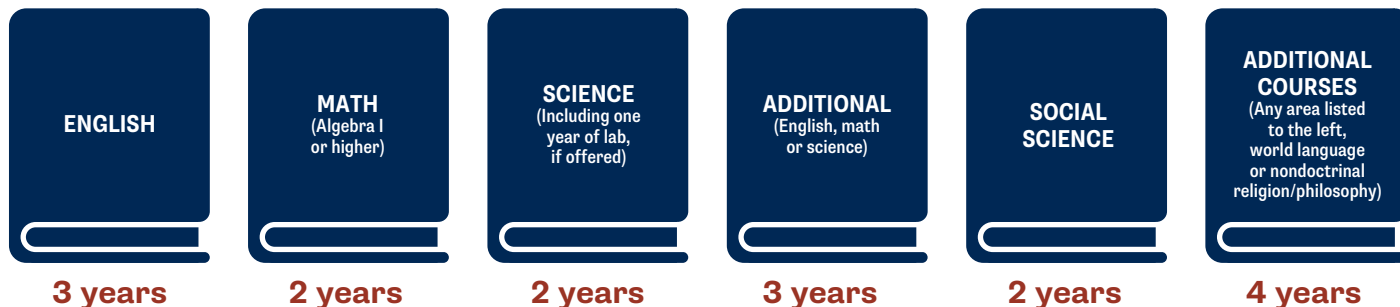 ENGLISH
3 years
MATH
(Algebra I
or higher)
2 years
SCIENCE
(Including one
year of lab,
if offered)
2 years
ADDITIONAL
(English, math
or science)
3 years
SOCIAL
SCIENCE
2 years
ADDITIONAL
COURSES
(Any area listed
to the left,
world language
or nondoctrinal
religion/philosophy)
4 years